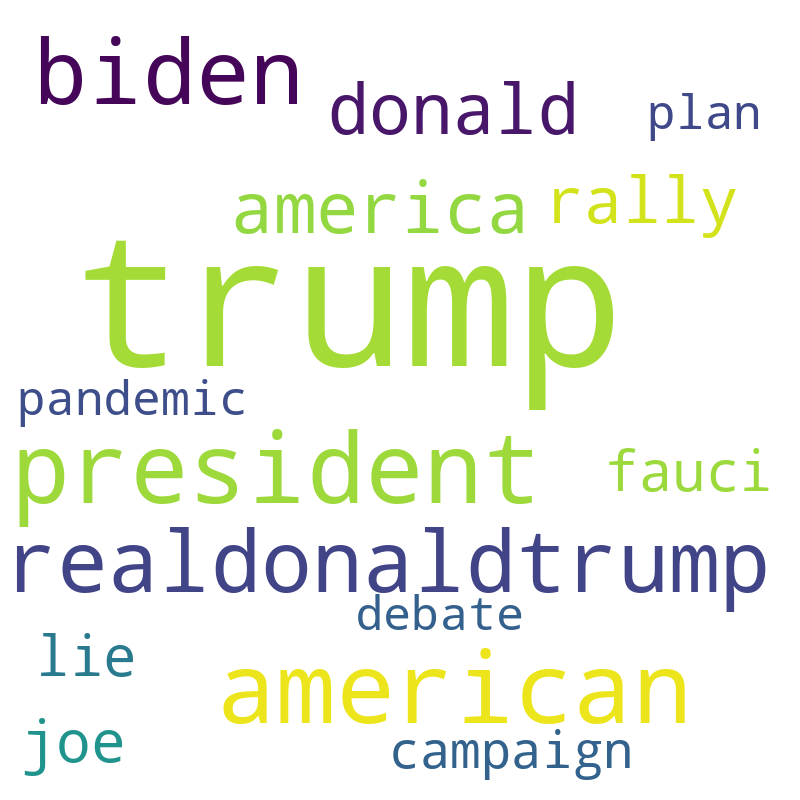 biden
donald
plan
america
rally
trump
pandemic
president
fauci
realdonaldtrump
debate
lie
american
joe
campaign